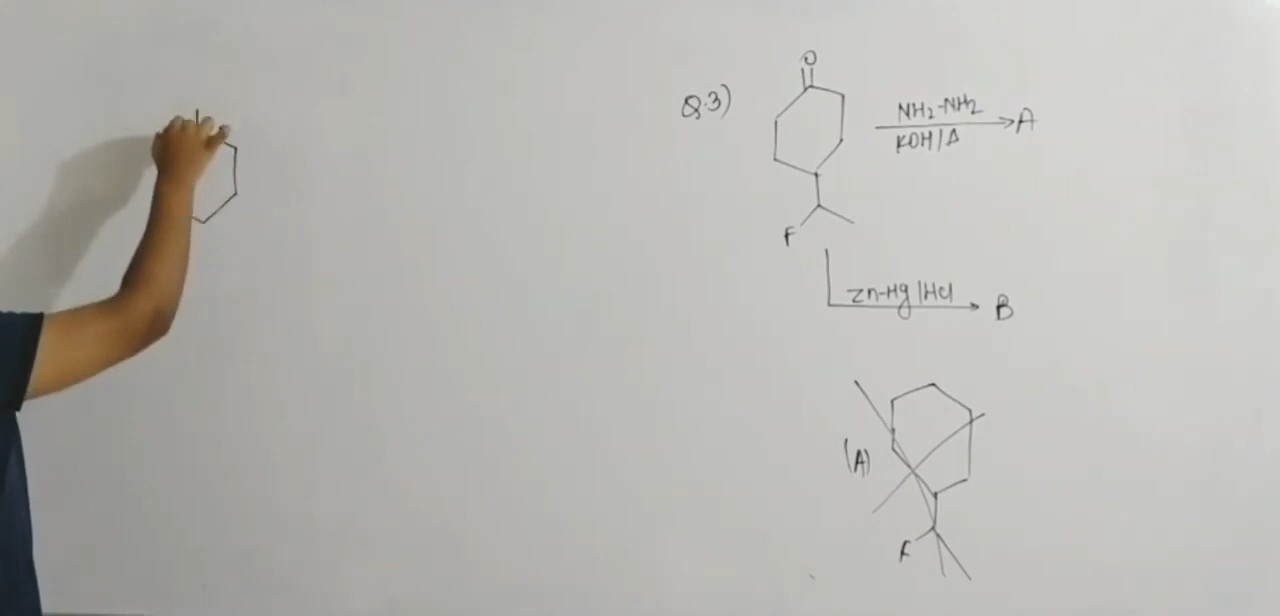 Q.3)
O
NH2-NH2
A
KOH/Δ
F
Zn-Hg/HCl
B
(A)
F